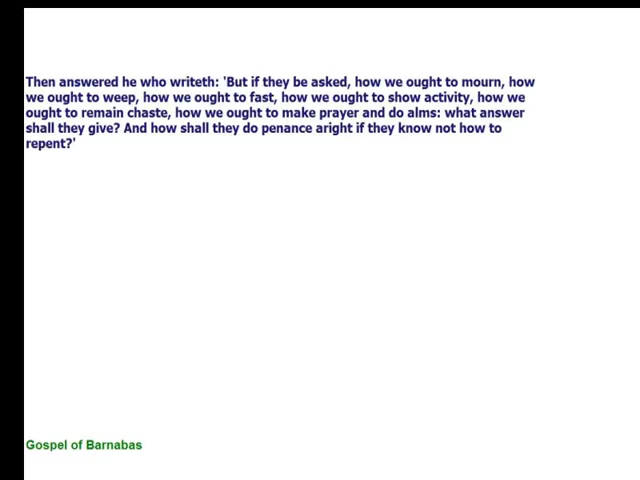 Then answered he who writeth: 'But if they be asked, how we ought to mourn, how
we ought to weep, how we ought to fast, how we ought to show activity, how we
ought to remain chaste, how we ought to make prayer and do alms: what answer
shall they give? And how shall they do penance aright if they know not how to
repent?'
Gospel of Barnabas